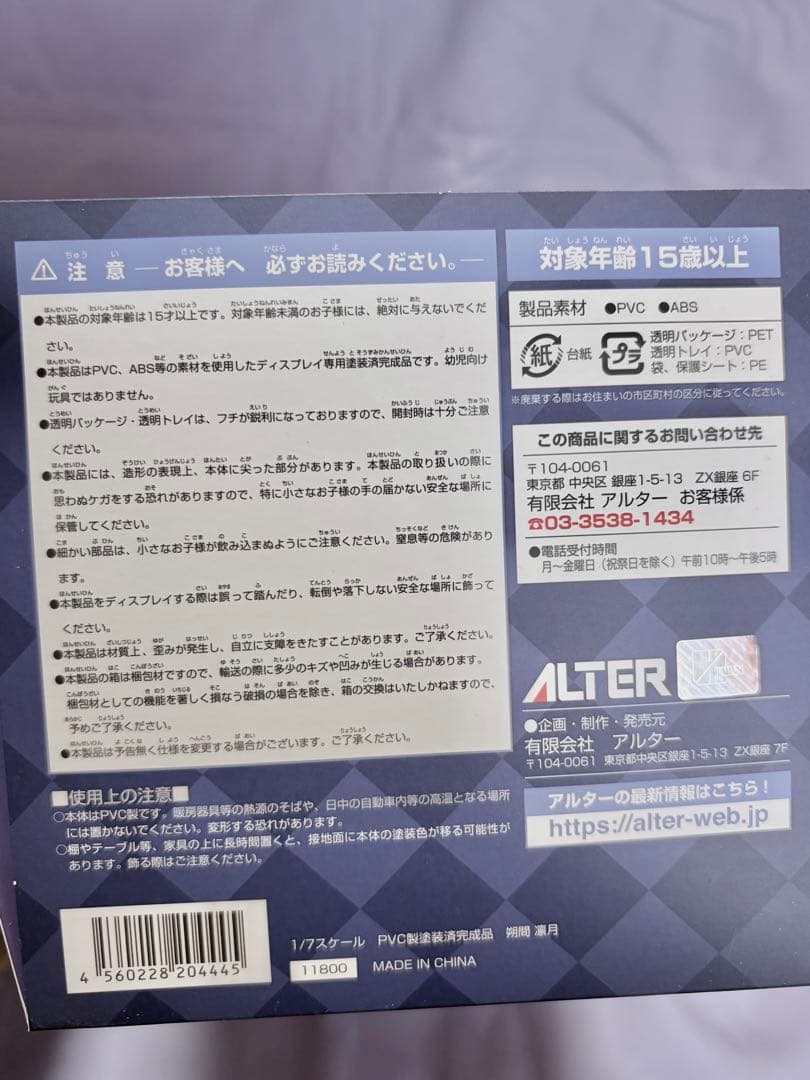 注意 ―お客様へ 必ずお読みください。―
●本製品の対象年齢は15才以上です。対象年齢未満のお子様には、絶対に与えないでくだ
さい。
●本製品はPVC、ABS等の素材を使用したディスプレイ専用塗装済完成品です。幼児向け
玩具ではありません。
●透明パッケージ・透明トレイは、フチが鋭利になっておりますので、開封時は十分ご注意
ください。
●本製品には、造形の表現上、本体に尖った部分があります。本製品の取り扱いの際に
思わぬケガをする恐れがありますので、特に小さなお子様の手の届かない安全な場所に
保管してください。
●細かい部品は、小さなお子様が飲み込まぬようにご注意ください。窒息等の危険があり
ます。
●本製品をディスプレイする際は誤って踏んだり、転倒や落下しない安全な場所に飾って
ください。
●本製品は材質上、歪みが発生し、自立に支障をきたすことがあります。ご了承ください。
●本製品の箱は梱包材ですので、輸送の際に多少のキズや凹みが生じる場合があります。
梱包材としての機能を著しく損なう破損の場合を除き、箱の交換はいたしかねますので、
予めご了承ください。
●本製品は予告無く仕様を変更する場合がございます。ご了承ください。
■使用上の注意■
○本体はPVC製です。暖房器具等の熱源のそばや、日中の自動車内等の高温となる場所
には置かないでください。変形する恐れがあります。
○棚やテーブル等、家具の上に長時間置くと、接地面に本体の塗装色が移る可能性が
あります。飾る際はご注意ください。
対象年齢15歳以上
製品素材 ●PVC ●ABS
紙 台紙
プラ 透明パッケージ：PET
透明トレイ：PVC
袋、保護シート：PE
※廃棄する際はお住まいの市区町村の区分に従ってください。
この商品に関するお問い合わせ先
〒104-0061
東京都 中央区 銀座1-5-13 ZX銀座 6F
有限会社 アルター お客様係
☎03-3538-1434
●電話受付時間
月〜金曜日（祝祭日を除く）午前10時〜午後5時
ALTER
●企画・制作・発売元
有限会社 アルター
〒104-0061 東京都中央区銀座1-5-13 ZX銀座 7F
アルターの最新情報はこちら！
https://alter-web.jp
4 560228 204445
1/7スケール PVC製塗装済完成品 朔間 凛月
11800 MADE IN CHINA